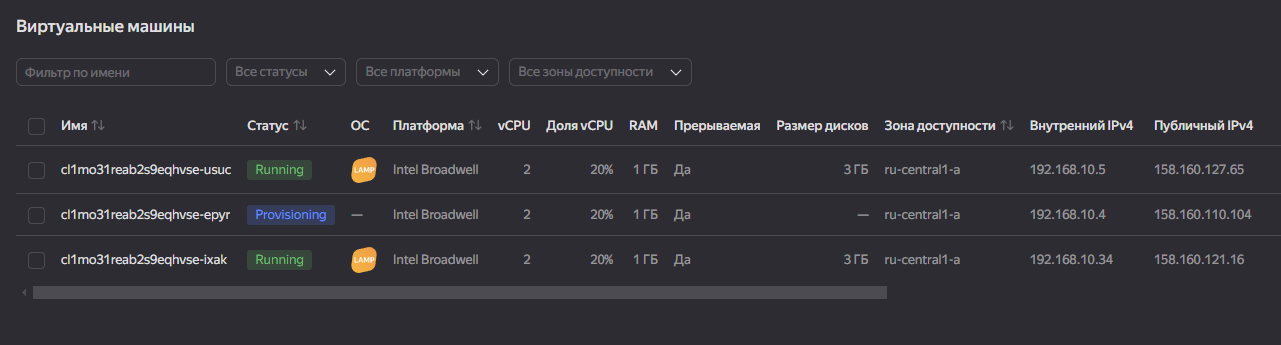 Виртуальные машины
Фильтр по имени Все статусы Все платформы Все зоны доступности
Имя Статус ОС Платформа vCPU Доля vCPU RAM Прерываемая Размер дисков Зона доступности Внутренний IPv4 Публичный IPv4
cl1mo31reab2s9eqhvse-usuc Running LAMP Intel Broadwell 2 20% 1 ГБ Да 3 ГБ ru-central1-a 192.168.10.5 158.160.127.65
cl1mo31reab2s9eqhvse-epyr Provisioning — Intel Broadwell 2 20% 1 ГБ Да — ru-central1-a 192.168.10.4 158.160.110.104
cl1mo31reab2s9eqhvse-ixak Running LAMP Intel Broadwell 2 20% 1 ГБ Да 3 ГБ ru-central1-a 192.168.10.34 158.160.121.16